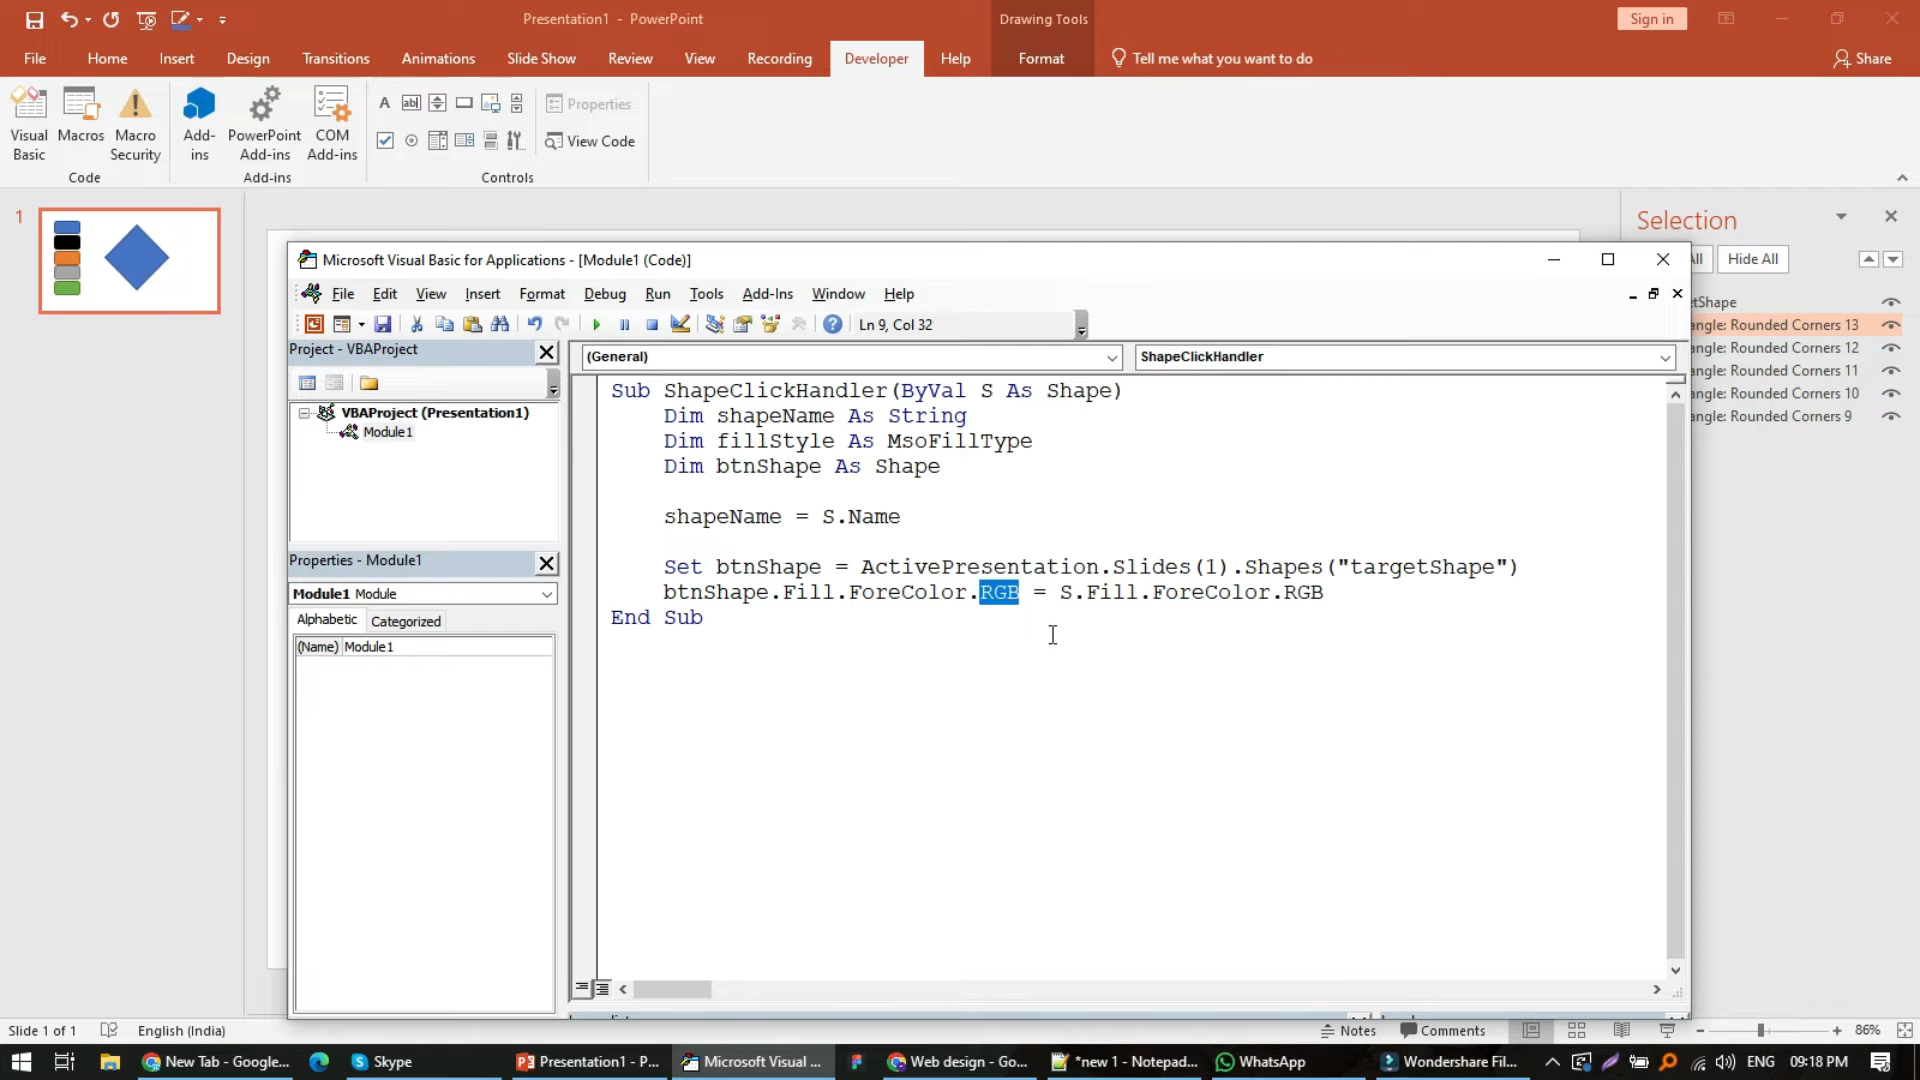 Presentation1 - PowerPoint
Drawing Tools
Sign in
File
Home
Insert
Design
Transitions
Animations
Slide Show
Review
View
Recording
Developer
Help
Format
Tell me what you want to do
Share
Visual Basic
Macros
Macro Security
Add-ins
PowerPoint Add-ins
COM Add-ins
Properties
View Code
Code
Add-ins
Controls
1
Selection
All
Hide All
tShape
angle: Rounded Corners 13
angle: Rounded Corners 12
angle: Rounded Corners 11
angle: Rounded Corners 10
angle: Rounded Corners 9
Microsoft Visual Basic for Applications - [Module1 (Code)]
File Edit View Insert Format Debug Run Tools Add-Ins Window Help
Ln 9, Col 32
Project - VBAProject
VBAProject (Presentation1)
Module1
Properties - Module1
Module1 Module
Alphabetic Categorized
(Name) Module1
(General)
ShapeClickHandler
Sub ShapeClickHandler(ByVal S As Shape)
Dim shapeName As String
Dim fillStyle As MsoFillType
Dim btnShape As Shape
shapeName = S.Name
Set btnShape = ActivePresentation.Slides(1).Shapes("targetShape")
btnShape.Fill.ForeColor.RGB = S.Fill.ForeColor.RGB
End Sub
Slide 1 of 1
English (India)
Notes
Comments
86%
New Tab - Google...
Skype
Presentation1 - P...
Microsoft Visual ...
Web design - Go...
*new 1 - Notepad...
WhatsApp
Wondershare Fil...
ENG
09:18 PM